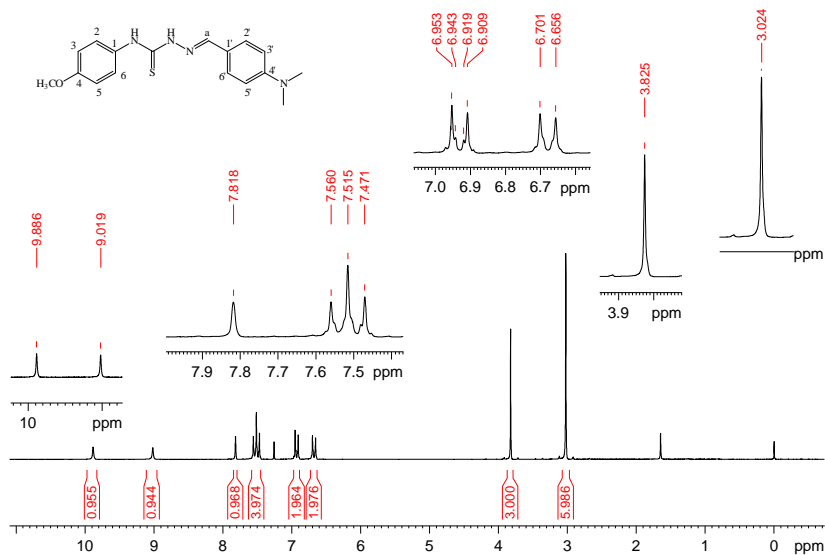 6.953
6.943
6.919
6.909
6.701
6.656
3.024
3.825
7.818
7.560
7.515
7.471
9.886
9.019
2
3
1
4
5
6
H₃CO
NH
S
NH
N
a
1'
2'
3'
4'
5'
6'
N
7.0 6.9 6.8 6.7 ppm
ppm
3.9 ppm
7.9 7.8 7.7 7.6 7.5 ppm
10 ppm
0.955
0.944
0.968
3.974
1.964
1.976
3.000
5.986
10 9 8 7 6 5 4 3 2 1 0 ppm